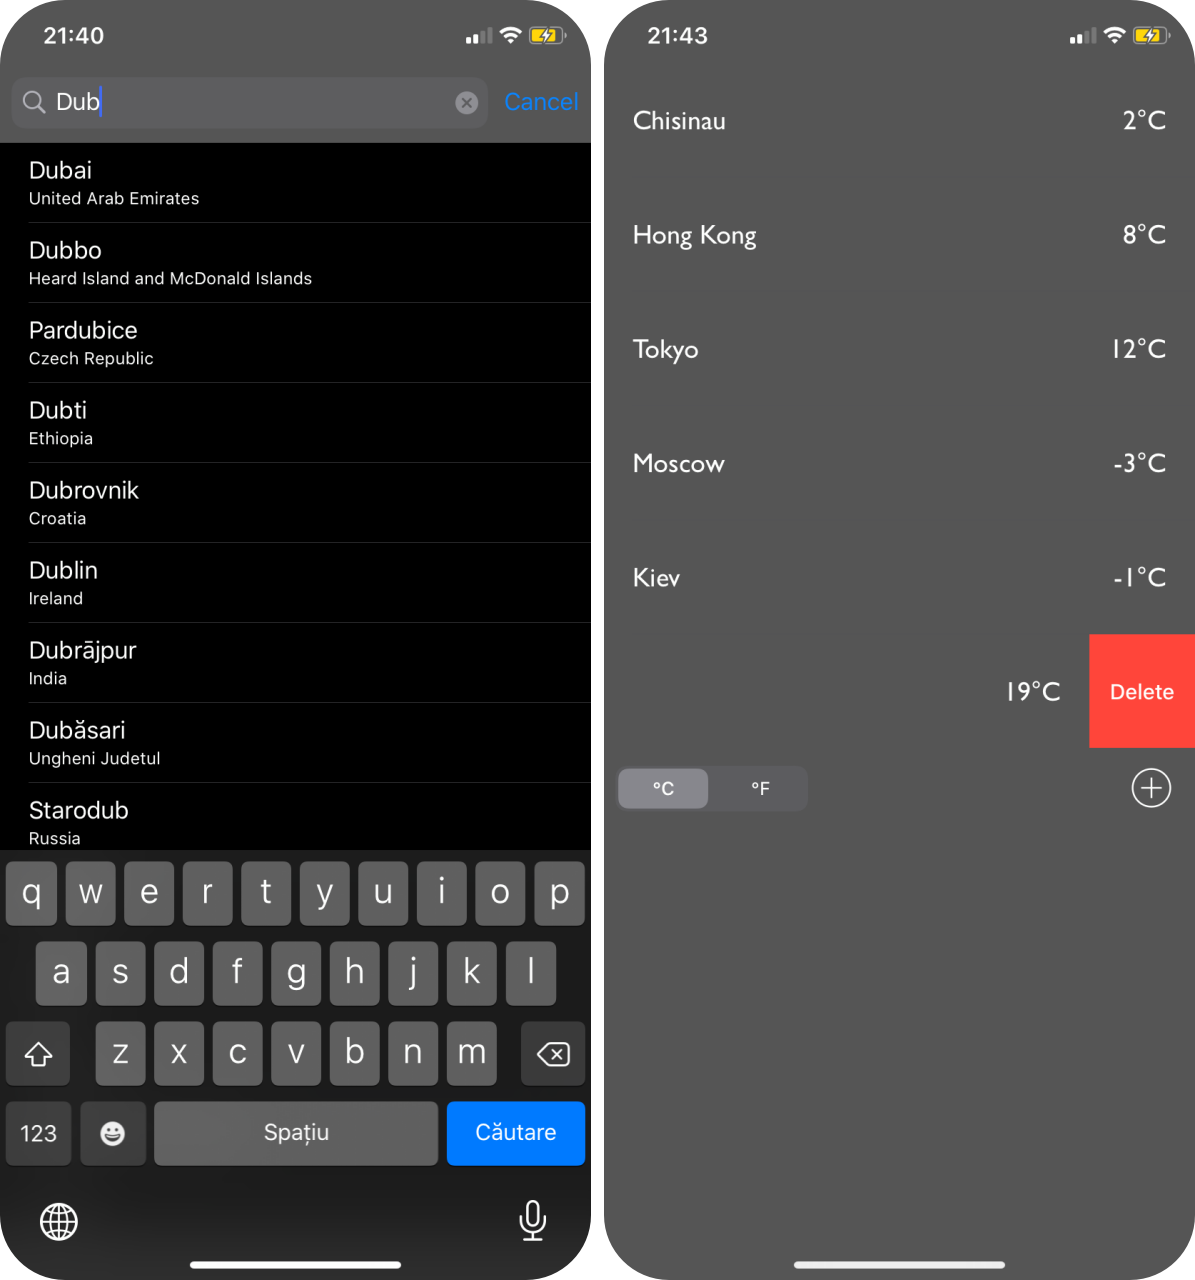 21:40
Dub
Cancel
Dubai
United Arab Emirates
Dubbo
Heard Island and McDonald Islands
Pardubice
Czech Republic
Dubti
Ethiopia
Dubrovnik
Croatia
Dublin
Ireland
Dubrājpur
India
Dubăsari
Ungheni Judetul
Starodub
Russia
q w e r t y u i o p
a s d f g h j k l
z x c v b n m
123 Spațiu Căutare
21:43
Chisinau 2°C
Hong Kong 8°C
Tokyo 12°C
Moscow -3°C
Kiev -1°C
19°C Delete
°C °F